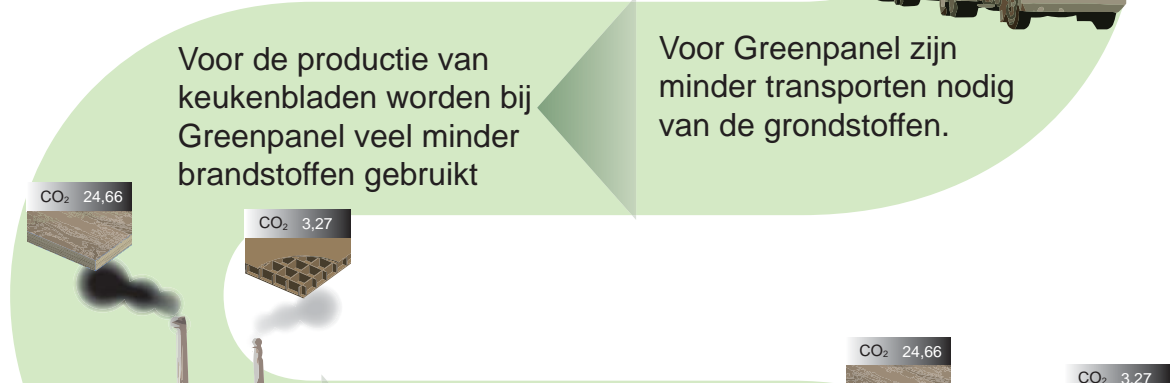 Voor de productie van
keukenbladen worden bij
Greenpanel veel minder
brandstoffen gebruikt
Voor Greenpanel zijn
minder transporten nodig
van de grondstoffen.
CO₂ 24,66
CO₂ 3,27
CO₂ 24,66
CO₂ 3,27